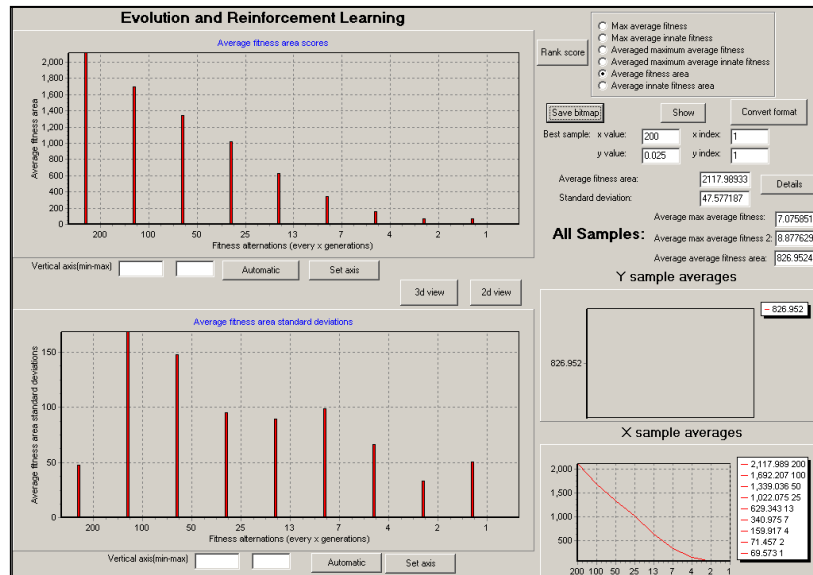 Evolution and Reinforcement Learning
Average fitness area scores
Average fitness area
2,000
1,800
1,600
1,400
1,200
1,000
800
600
400
200
0
200 100 50 25 13 7 4 2 1
Fitness alternations (every x generations)
Vertical axis(min-max) Automatic Set axis
3d view 2d view
Average fitness area standard deviations
Average fitness area standard deviations
150
100
50
0
200 100 50 25 13 7 4 2 1
Fitness alternations (every x generations)
Vertical axis(min-max) Automatic Set axis
Rank score
Max average fitness
Max average innate fitness
Averaged maximum average fitness
Averaged maximum average innate fitness
Average fitness area
Average innate fitness area
Save bitmap Show Convert format
Best sample: x value: 200 x index: 1
y value: 0.025 y index: 1
Average fitness area: 2117.98933
Standard deviation: 47.577187
Details
All Samples:
Average max average fitness: 7.075851
Average max average fitness 2: 8.877629
Average average fitness area: 826.9524
Y sample averages
826.952
826.952
X sample averages
2,000
1,500
1,000
500
200 100 50 25 13 7 4 2 1
2,117.989 200
1,692.207 100
1,339.036 50
1,022.075 25
629.343 13
340.975 7
159.917 4
71.457 2
69.573 1